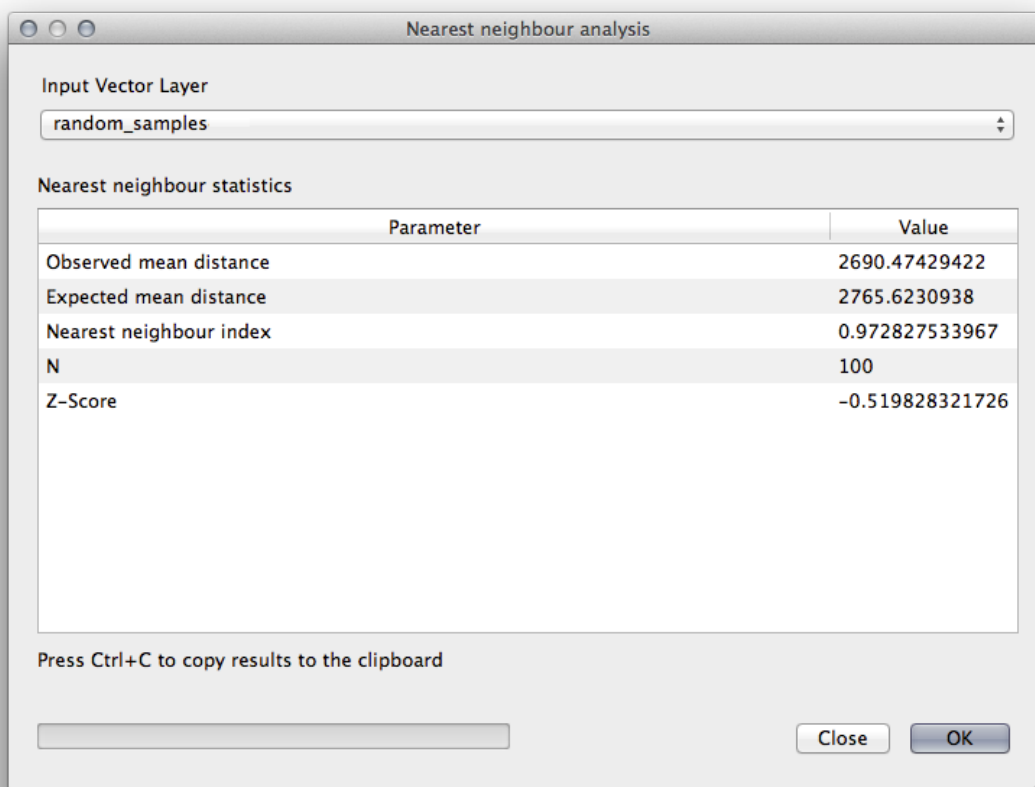 Nearest neighbour analysis
Input Vector Layer
random_samples
Nearest neighbour statistics
Parameter Value
Observed mean distance 2690.47429422
Expected mean distance 2765.6230938
Nearest neighbour index 0.972827533967
N 100
Z-Score -0.519828321726
Press Ctrl+C to copy results to the clipboard
Close OK